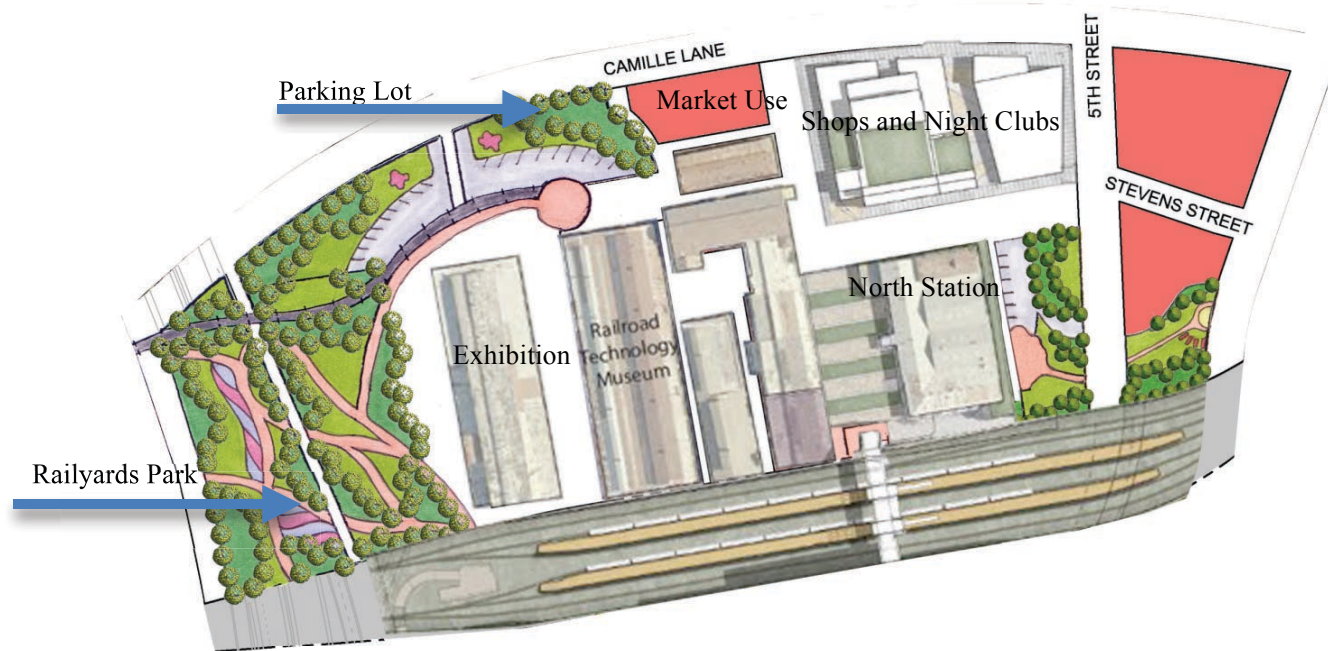 CAMILLE LANE
Parking Lot
Market Use
Shops and Night Clubs
5TH STREET
STEVENS STREET
North Station
Exhibition
Railroad
Technology
Museum
Railyards Park